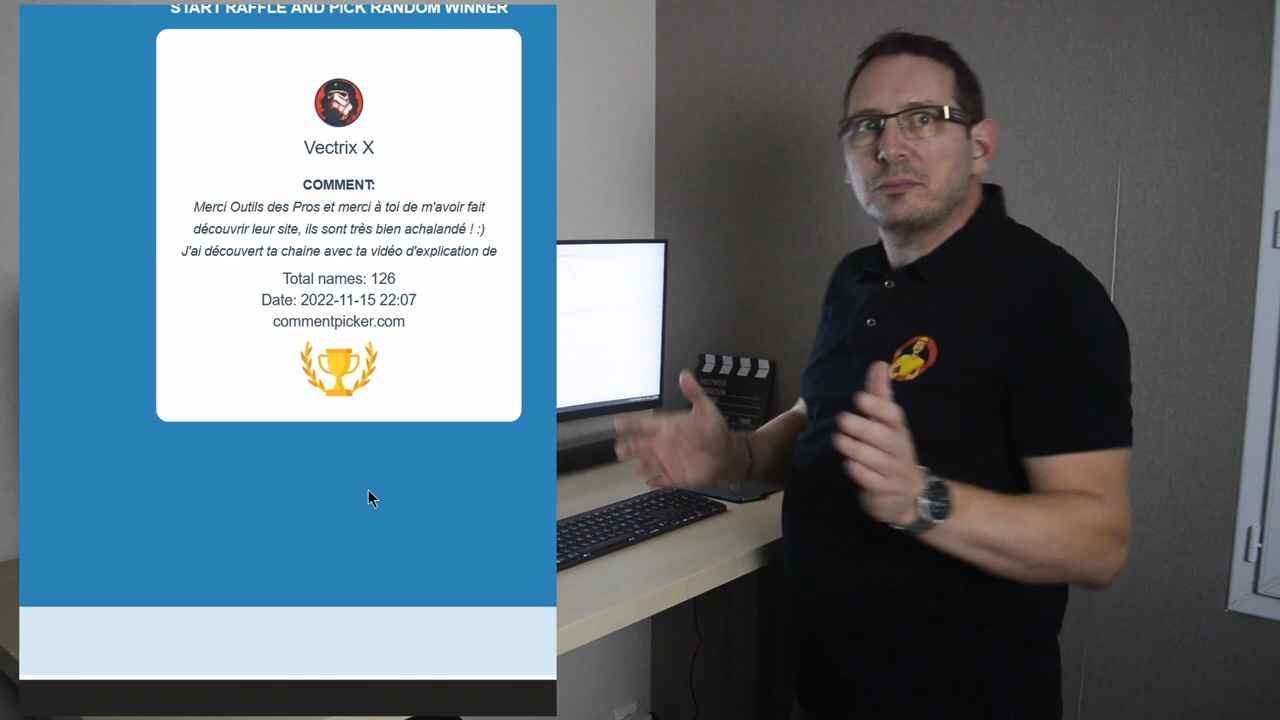 START RAFFLE AND PICK RANDOM WINNER
Vectrix X
COMMENT:
Merci Outils des Pros et merci à toi de m'avoir fait
découvrir leur site, ils sont très bien achalandé ! :)
J'ai découvert ta chaine avec ta vidéo d'explication de
Total names: 126
Date: 2022-11-15 22:07
commentpicker.com
HOLLYWOOD
TAKE